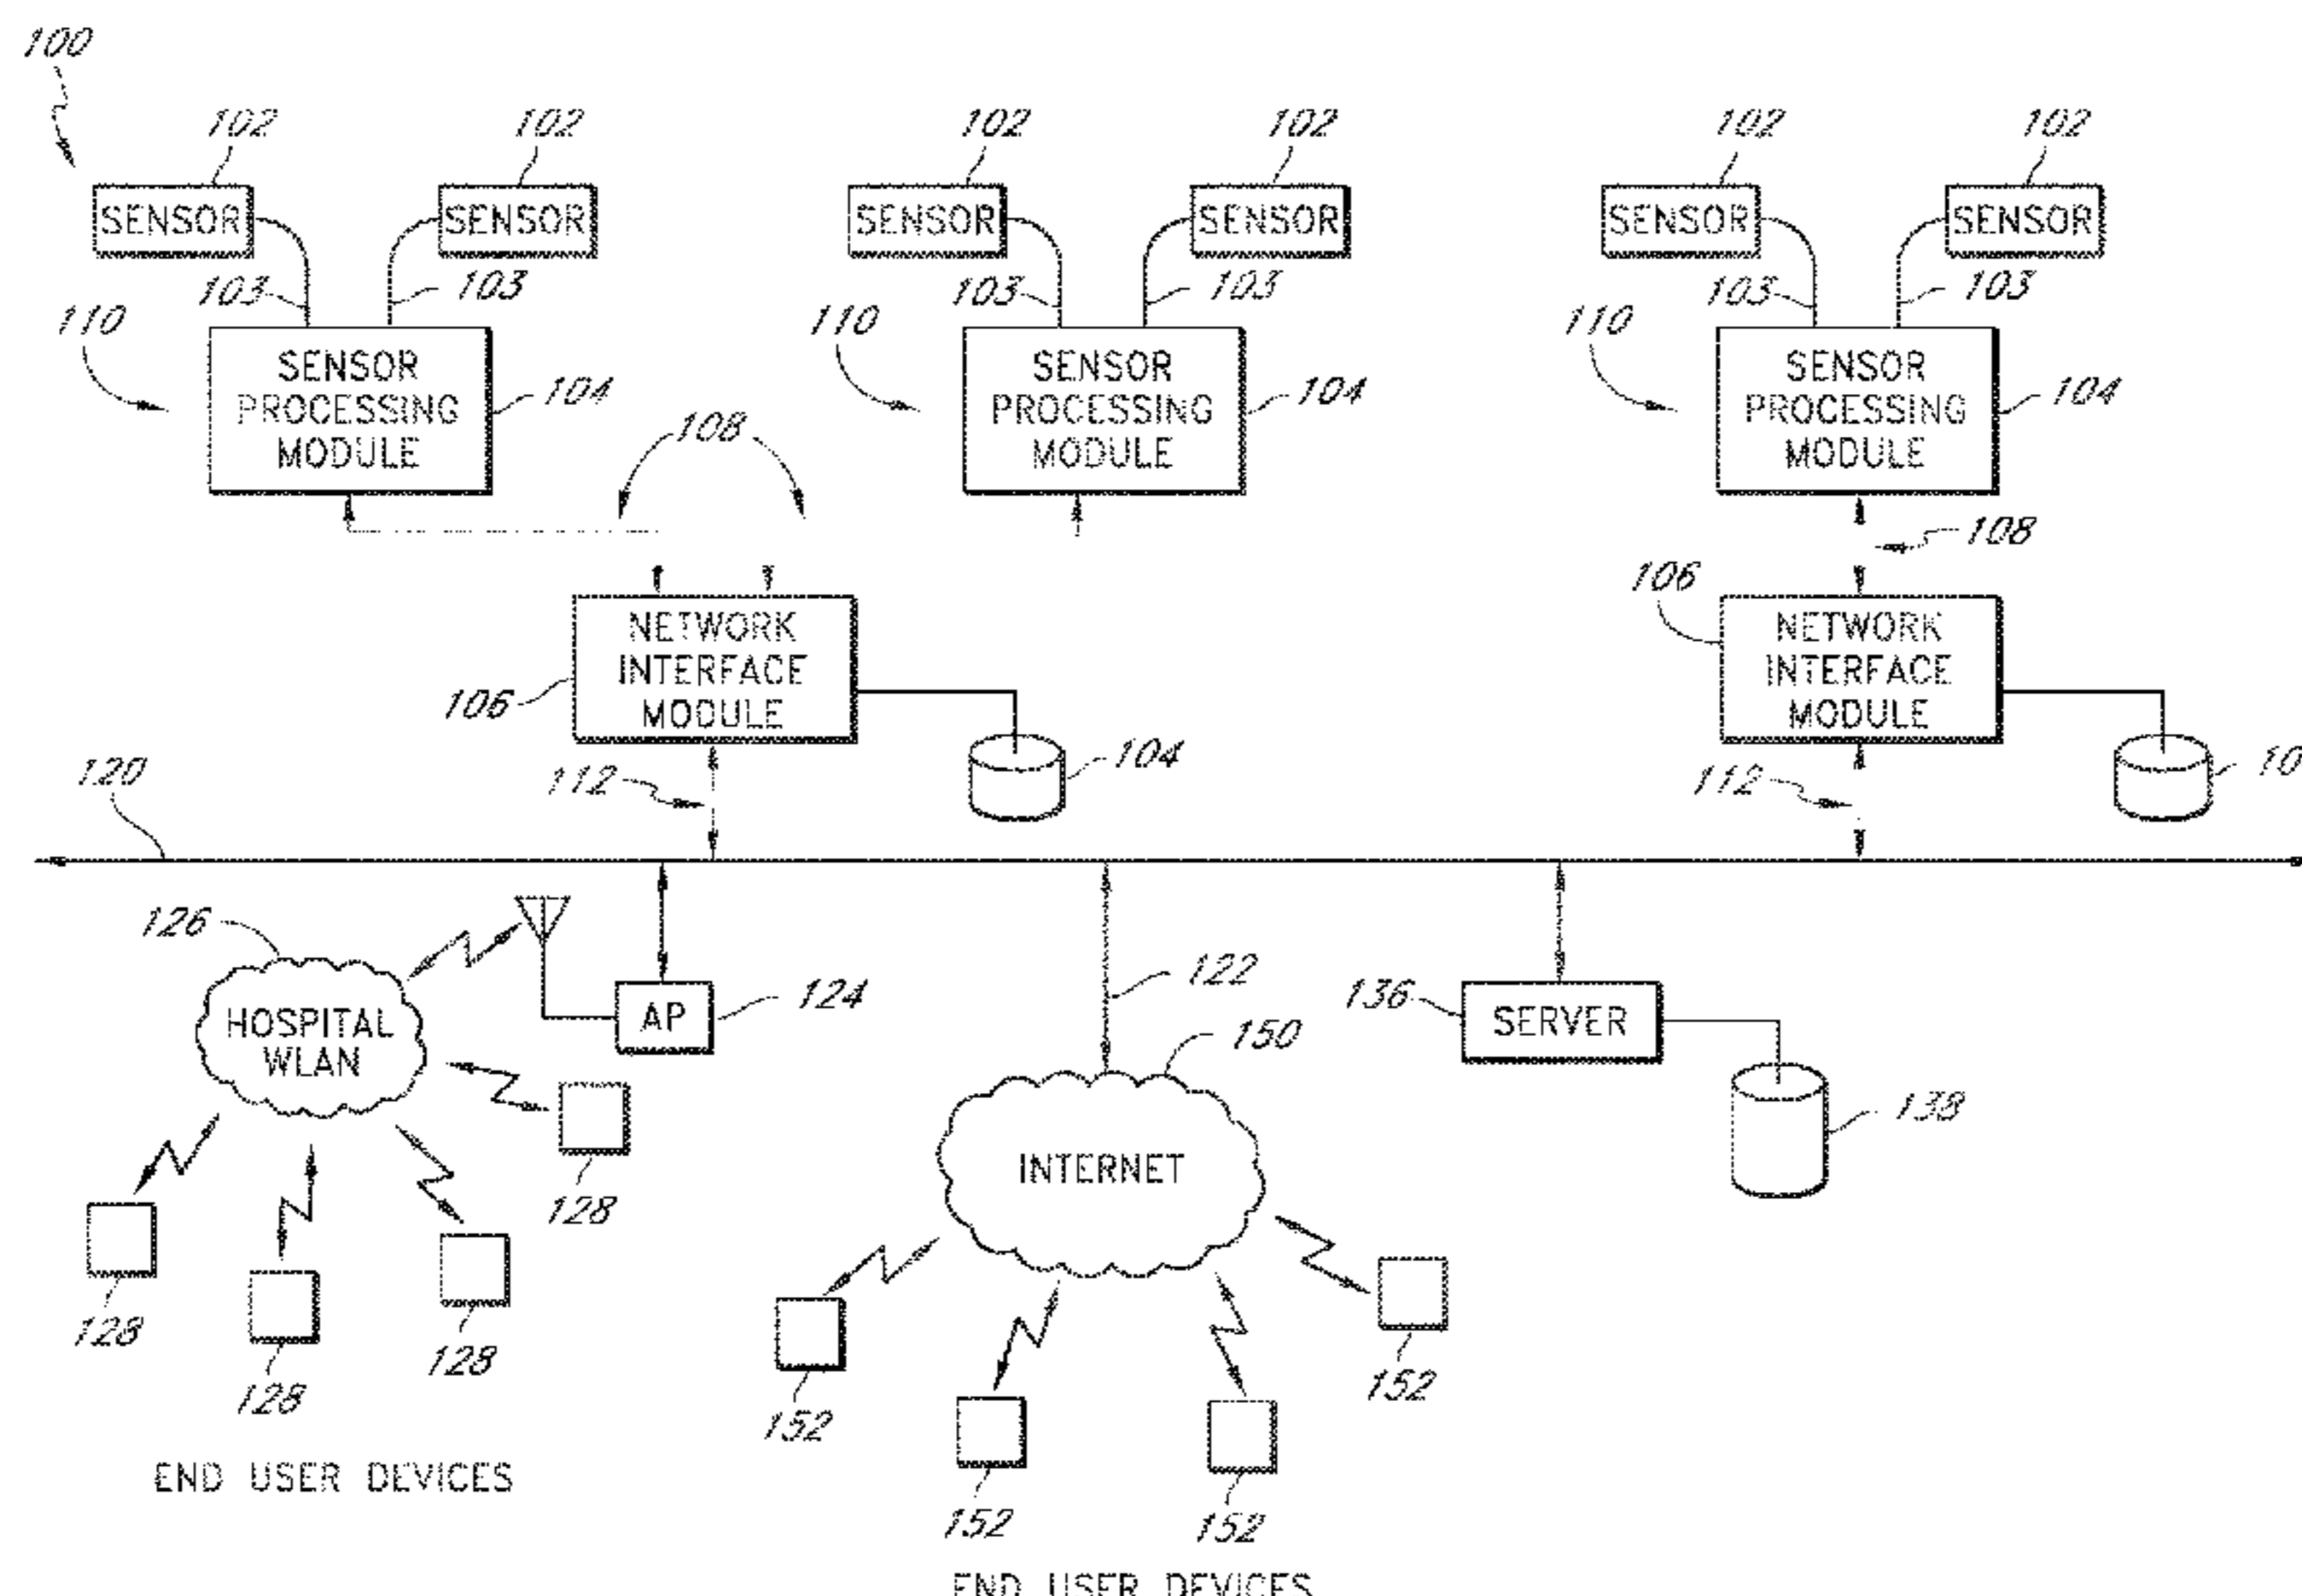 100
102 102 102 102 102 102
SENSOR SENSOR SENSOR SENSOR SENSOR SENSOR
103 103 103 103 103 103
110 110 110
SENSOR PROCESSING MODULE
104
SENSOR PROCESSING MODULE
104
SENSOR PROCESSING MODULE
104
108
108
106
NETWORK
INTERFACE
MODULE
106
NETWORK
INTERFACE
MODULE
104
10
120
112
112
126
HOSPITAL
WLAN
AP
124
122
136
SERVER
150
138
INTERNET
128
128
128
128
152
152
152
152
END USER DEVICES
END USER DEVICES